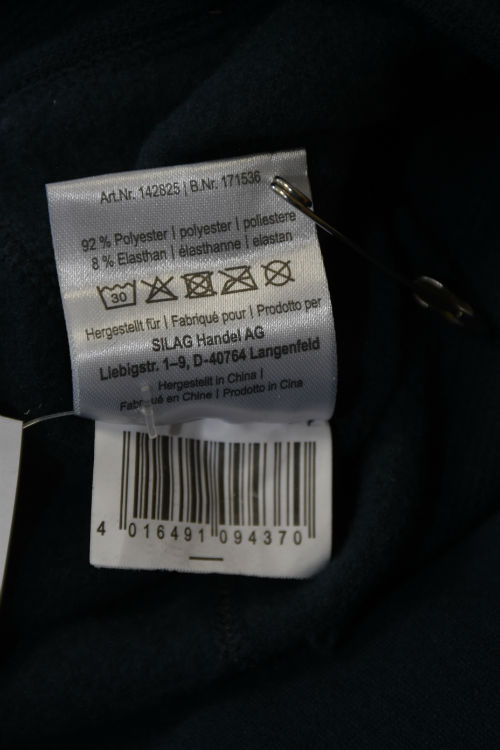 Art.Nr. 142825 | B.Nr. 171536
92 % Polyester | polyester | poliestere
8 % Elasthan | élasthanne | elastan
30
Hergestellt für | Fabriqué pour | Prodotto per
SILAG Handel AG
Liebigstr. 1–9, D-40764 Langenfeld
Hergestellt in China |
Fabriqué en Chine | Prodotto in Cina
4 016491 094370